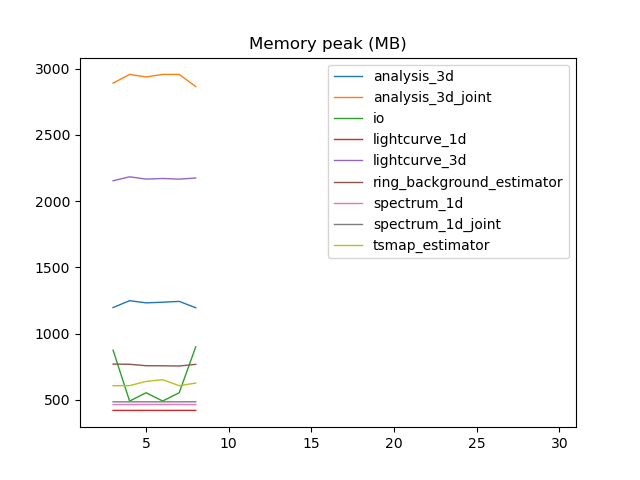 Memory peak (MB)
3000
2500
2000
1500
1000
500
5
10
15
20
25
30
analysis_3d
analysis_3d_joint
io
lightcurve_1d
lightcurve_3d
ring_background_estimator
spectrum_1d
spectrum_1d_joint
tsmap_estimator